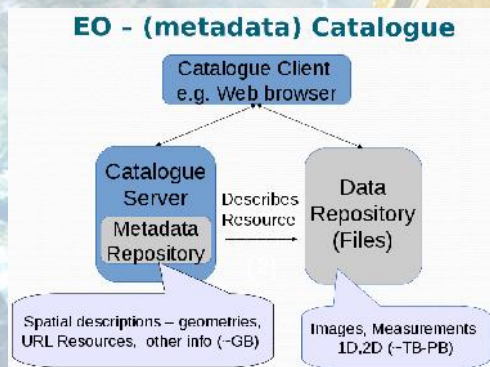 EO - (metadata) Catalogue
Catalogue Client
e.g. Web browser
Catalogue
Server
Metadata
Repository
Describes
Resource
Data
Repository
(Files)
Spatial descriptions – geometries,
URL Resources, other info (~GB)
Images, Measurements
1D,2D (~TB-PB)